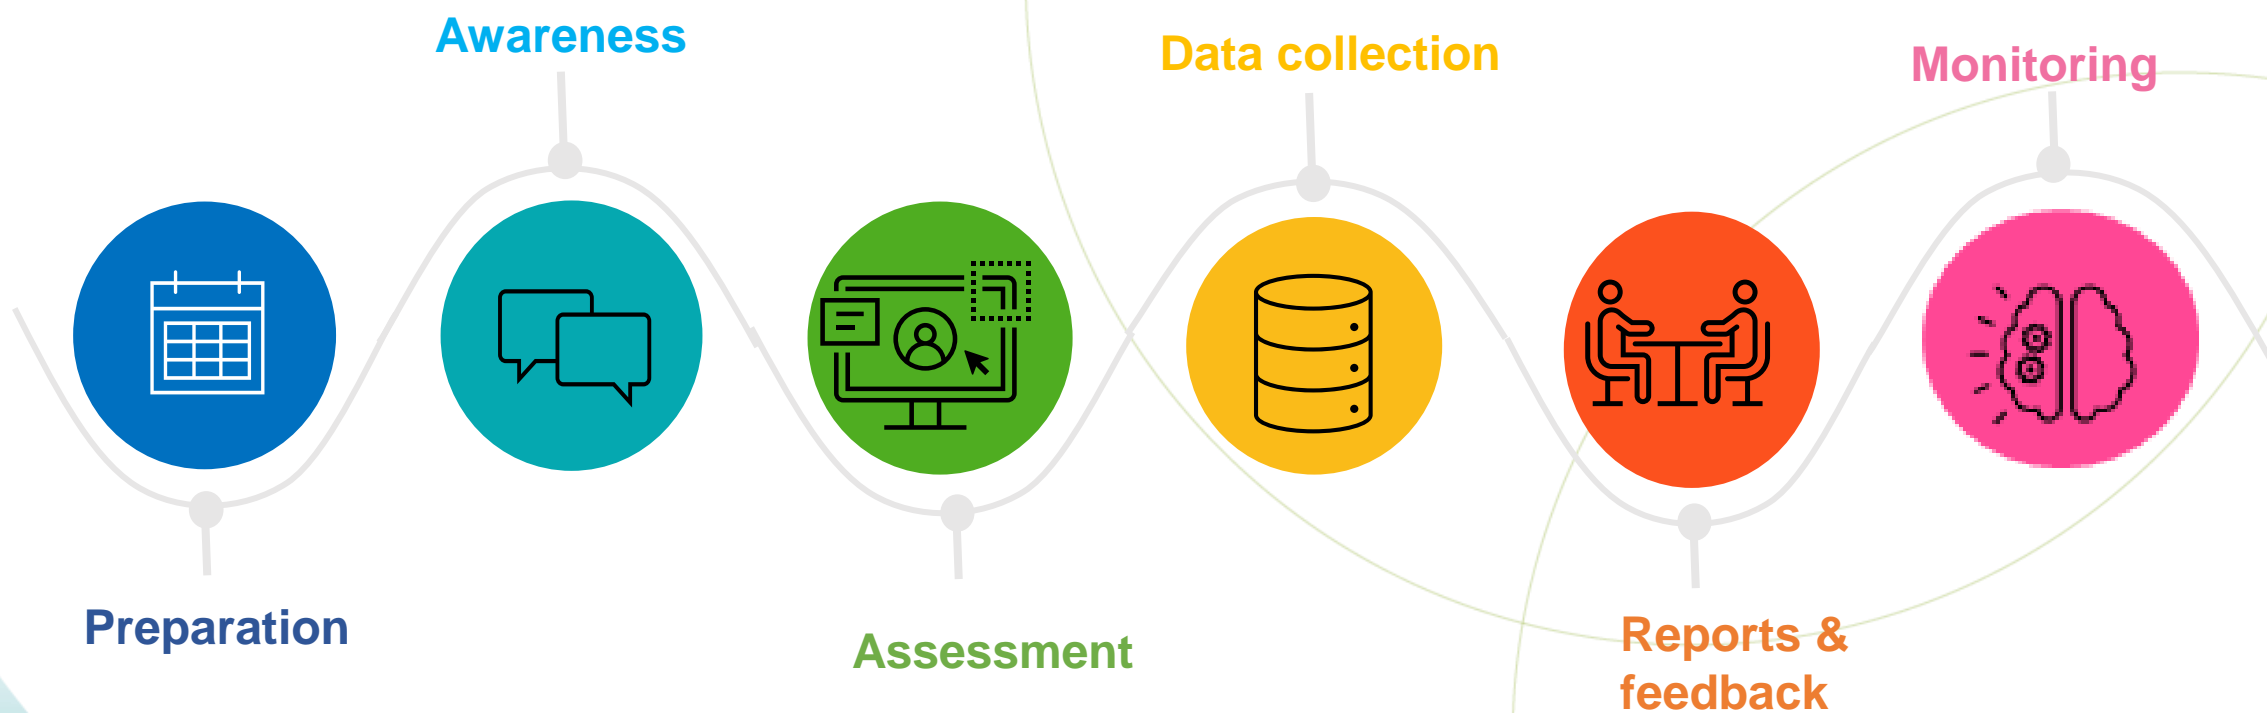 Preparation
Awareness
Assessment
Data collection
Reports &
feedback
Monitoring